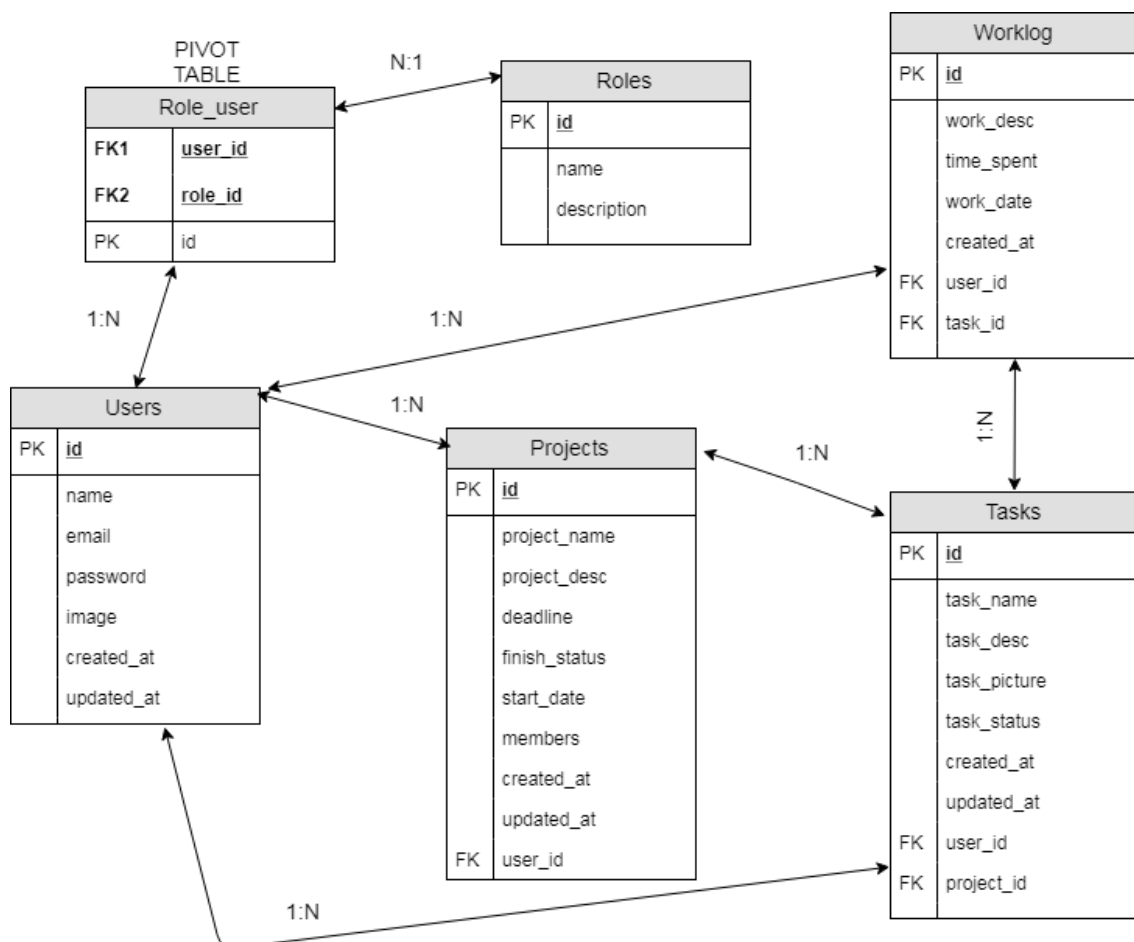 PIVOT
TABLE
Role_user
FK1 user_id
FK2 role_id
PK id
N:1
Roles
PK id
name
description
Worklog
PK id
work_desc
time_spent
work_date
created_at
FK user_id
FK task_id
1:N
1:N
1:N
Users
PK id
name
email
password
image
created_at
updated_at
1:N
Projects
PK id
project_name
project_desc
deadline
finish_status
start_date
members
created_at
updated_at
FK user_id
1:N
Tasks
PK id
task_name
task_desc
task_picture
task_status
created_at
updated_at
FK user_id
FK project_id
1:N
1:N